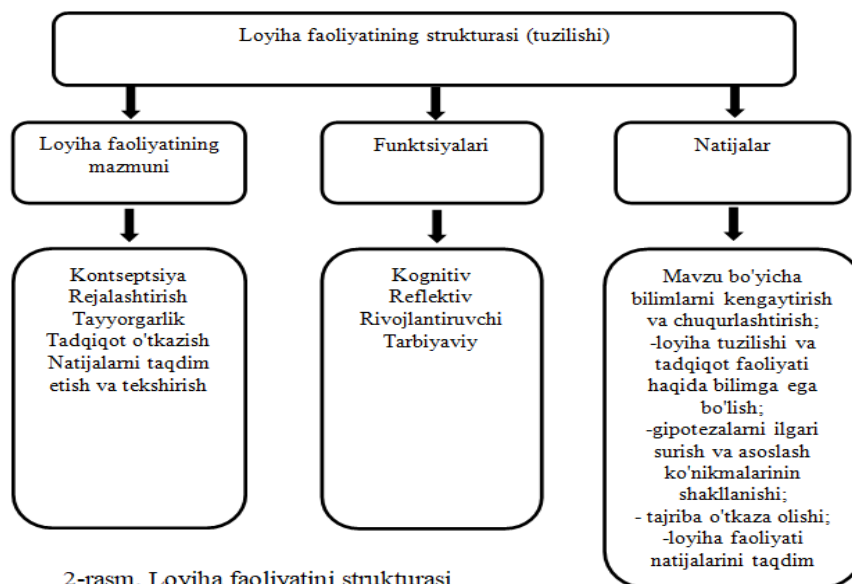 Loyiha faoliyatining strukturasi (tuzilishi)
Loyiha faoliyatining
mazmuni
Funktsiyalari
Natijalar
Kontseptsiya
Rejalashtirish
Tayyorgarlik
Tadqiqot o'tkazish
Natijalarni taqdim
etish va tekshirish
Kognitiv
Reflektiv
Rivojlantiruvchi
Tarbiyaviy
Mavzu bo'yicha
bilimlarni kengaytirish
va chuqurlashtirish;
-loyiha tuzilishi va
tadqiqot faoliyati
haqida bilimga ega
bo'lish;
-gipotezalarni ilgari
surish va asoslash
ko'nikmalarinin
shakllanishi;
- tajriba o'tkaza olishi;
-loyiha faoliyati
natijalarini taqdim
2-rasm. Loyiha faoliyatini strukturasi